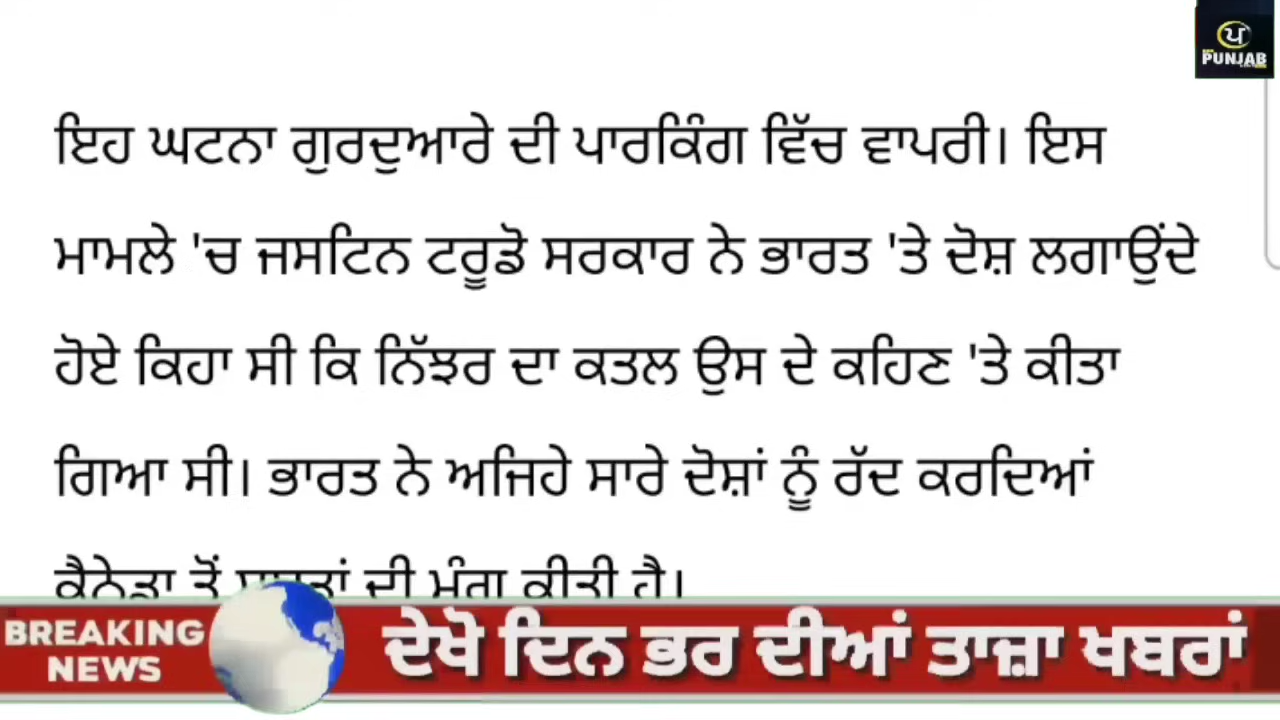 ਪ
PUNJAB
ਇਹ ਘਟਨਾ ਗੁਰਦੁਆਰੇ ਦੀ ਪਾਰਕਿੰਗ ਵਿੱਚ ਵਾਪਰੀ। ਇਸ
ਮਾਮਲੇ 'ਚ ਜਸਟਿਨ ਟਰੂਡੋ ਸਰਕਾਰ ਨੇ ਭਾਰਤ 'ਤੇ ਦੋਸ਼ ਲਗਾਉਂਦੇ
ਹੋਏ ਕਿਹਾ ਸੀ ਕਿ ਨਿੱਝਰ ਦਾ ਕਤਲ ਉਸ ਦੇ ਕਹਿਣ 'ਤੇ ਕੀਤਾ
ਗਿਆ ਸੀ। ਭਾਰਤ ਨੇ ਅਜਿਹੇ ਸਾਰੇ ਦੋਸ਼ਾਂ ਨੂੰ ਰੱਦ ਕਰਦਿਆਂ
ਕੈਨੇਡਾ ਤੋਂ ਦੀ ਮੰਗ ਕੀਤੀ ਹੈ।
BREAKING
NEWS
ਦੇਖੋ ਦਿਨ ਭਰ ਦੀਆਂ ਤਾਜ਼ਾ ਖਬਰਾਂ